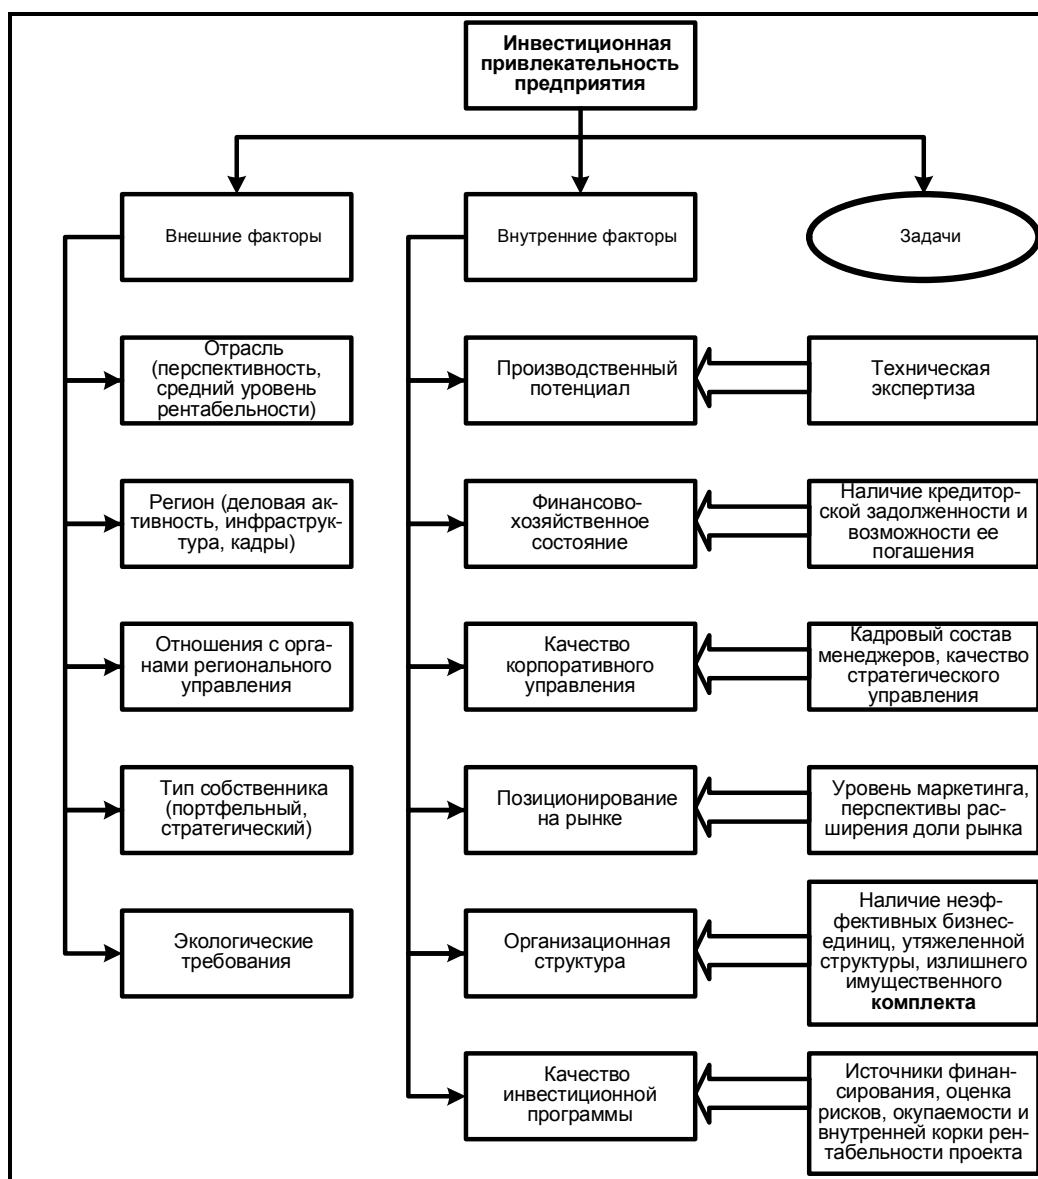 Инвестиционная
привлекательность
предприятия
Внешние факторы
Внутренние факторы
Задачи
Отрасль
(перспективность,
средний уровень
рентабельности)
Производственный
потенциал
Техническая
экспертиза
Регион (деловая ак-
тивность, инфраструк-
тура, кадры)
Финансово-
хозяйственное
состояние
Наличие кредитор-
ской задолженности и
возможности ее
погашения
Отношения с орга-
нами регионального
управления
Качество
корпоративного
управления
Кадровый состав
менеджеров, качество
стратегического
управления
Тип собственника
(портфельный,
стратегический)
Позиционирование
на рынке
Уровень маркетинга,
перспективы рас-
ширения доли рынка
Экологические
требования
Организационная
структура
Наличие неэф-
фективных бизнес-
единиц, утяжеленной
структуры, излишнего
имущественного
комплекта
Качество
инвестиционной
программы
Источники финан-
сирования, оценка
рисков, окупаемости и
внутренней корки рен-
табельности проекта